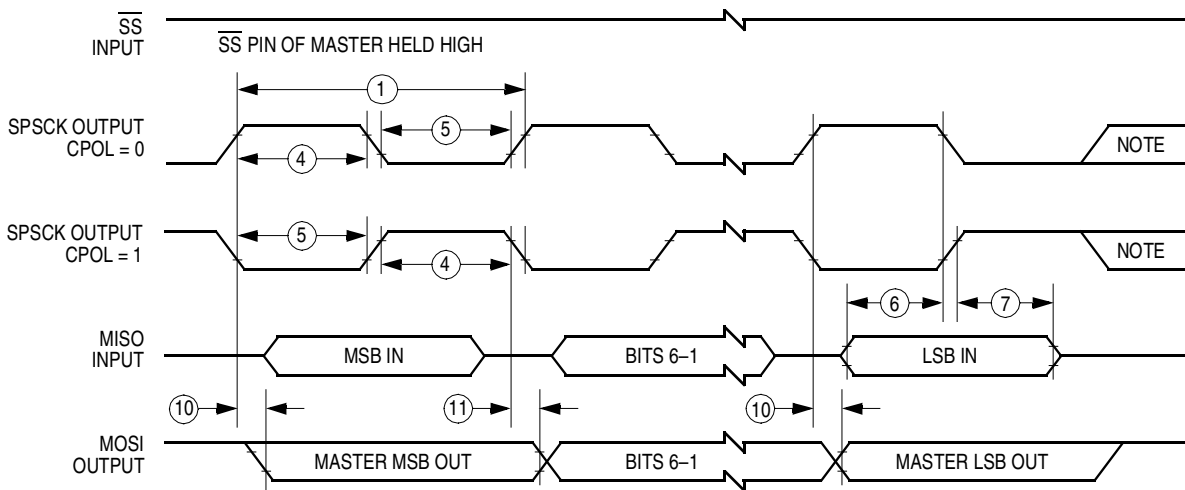 S̅S̅
INPUT
S̅S̅ PIN OF MASTER HELD HIGH
1
SPSCK OUTPUT
CPOL = 0
5
4
NOTE
SPSCK OUTPUT
CPOL = 1
5
4
NOTE
6
7
MISO
INPUT
MSB IN
BITS 6–1
LSB IN
10
11
10
MOSI
OUTPUT
MASTER MSB OUT
BITS 6–1
MASTER LSB OUT